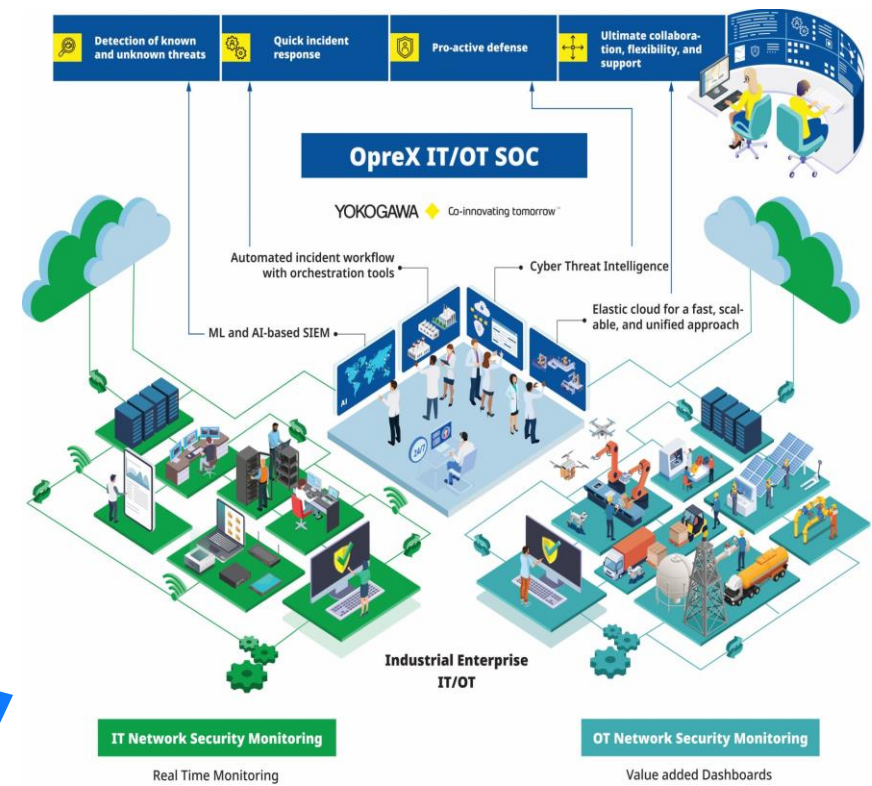 Detection of known
and unknown threats
Quick incident
response
Pro-active defense
Ultimate collabora-
tion, flexibility, and
support
OpreX IT/OT SOC
YOKOGAWA Co-innovating tomorrow™
Automated incident workflow
with orchestration tools
Cyber Threat Intelligence
Elastic cloud for a fast, scal-
able, and unified approach
ML and AI-based SIEM
AI
24/7
Industrial Enterprise
IT/OT
IT Network Security Monitoring
OT Network Security Monitoring
Real Time Monitoring
Value added Dashboards